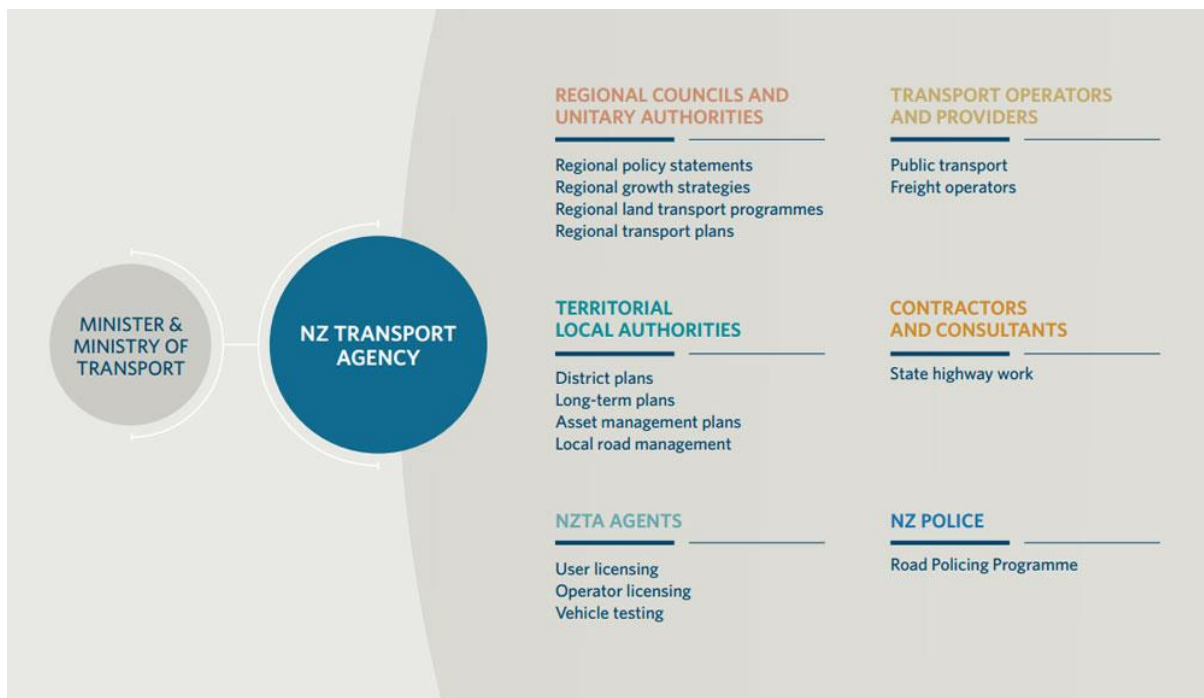 MINISTER &
MINISTRY OF
TRANSPORT
NZ TRANSPORT
AGENCY
REGIONAL COUNCILS AND
UNITARY AUTHORITIES
Regional policy statements
Regional growth strategies
Regional land transport programmes
Regional transport plans
TRANSPORT OPERATORS
AND PROVIDERS
Public transport
Freight operators
TERRITORIAL
LOCAL AUTHORITIES
District plans
Long-term plans
Asset management plans
Local road management
CONTRACTORS
AND CONSULTANTS
State highway work
NZTA AGENTS
User licensing
Operator licensing
Vehicle testing
NZ POLICE
Road Policing Programme